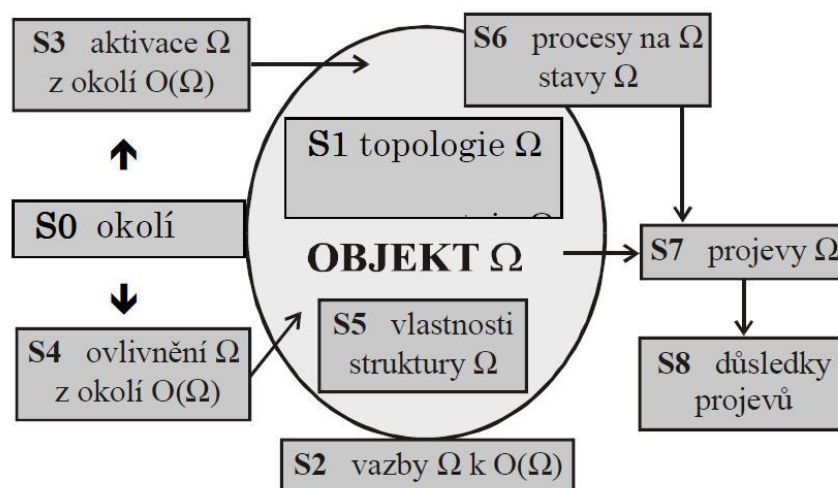 S3 aktivace Ω
z okolí O(Ω)
S6 procesy na Ω
stavy Ω
S1 topologie Ω
S0 okolí
OBJEKT Ω
S7 projevy Ω
S4 ovlivnění Ω
z okolí O(Ω)
S5 vlastnosti
struktury Ω
S8 důsledky
projevů
S2 vazby Ω k O(Ω)